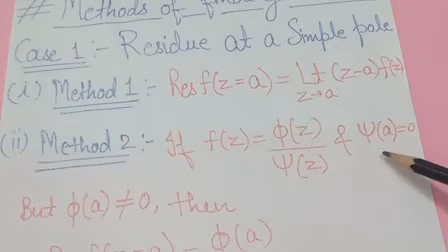 # Methods of
Case 1 :- Residue at a Simple pole
(i) Method 1 :- Res f(z=a) = Lt z→a (z-a) f(z)
(ii) Method 2 :- If f(z) = ϕ(z)/Ψ(z) & Ψ(a)=0
But ϕ(a)≠0, then
ϕ(a)